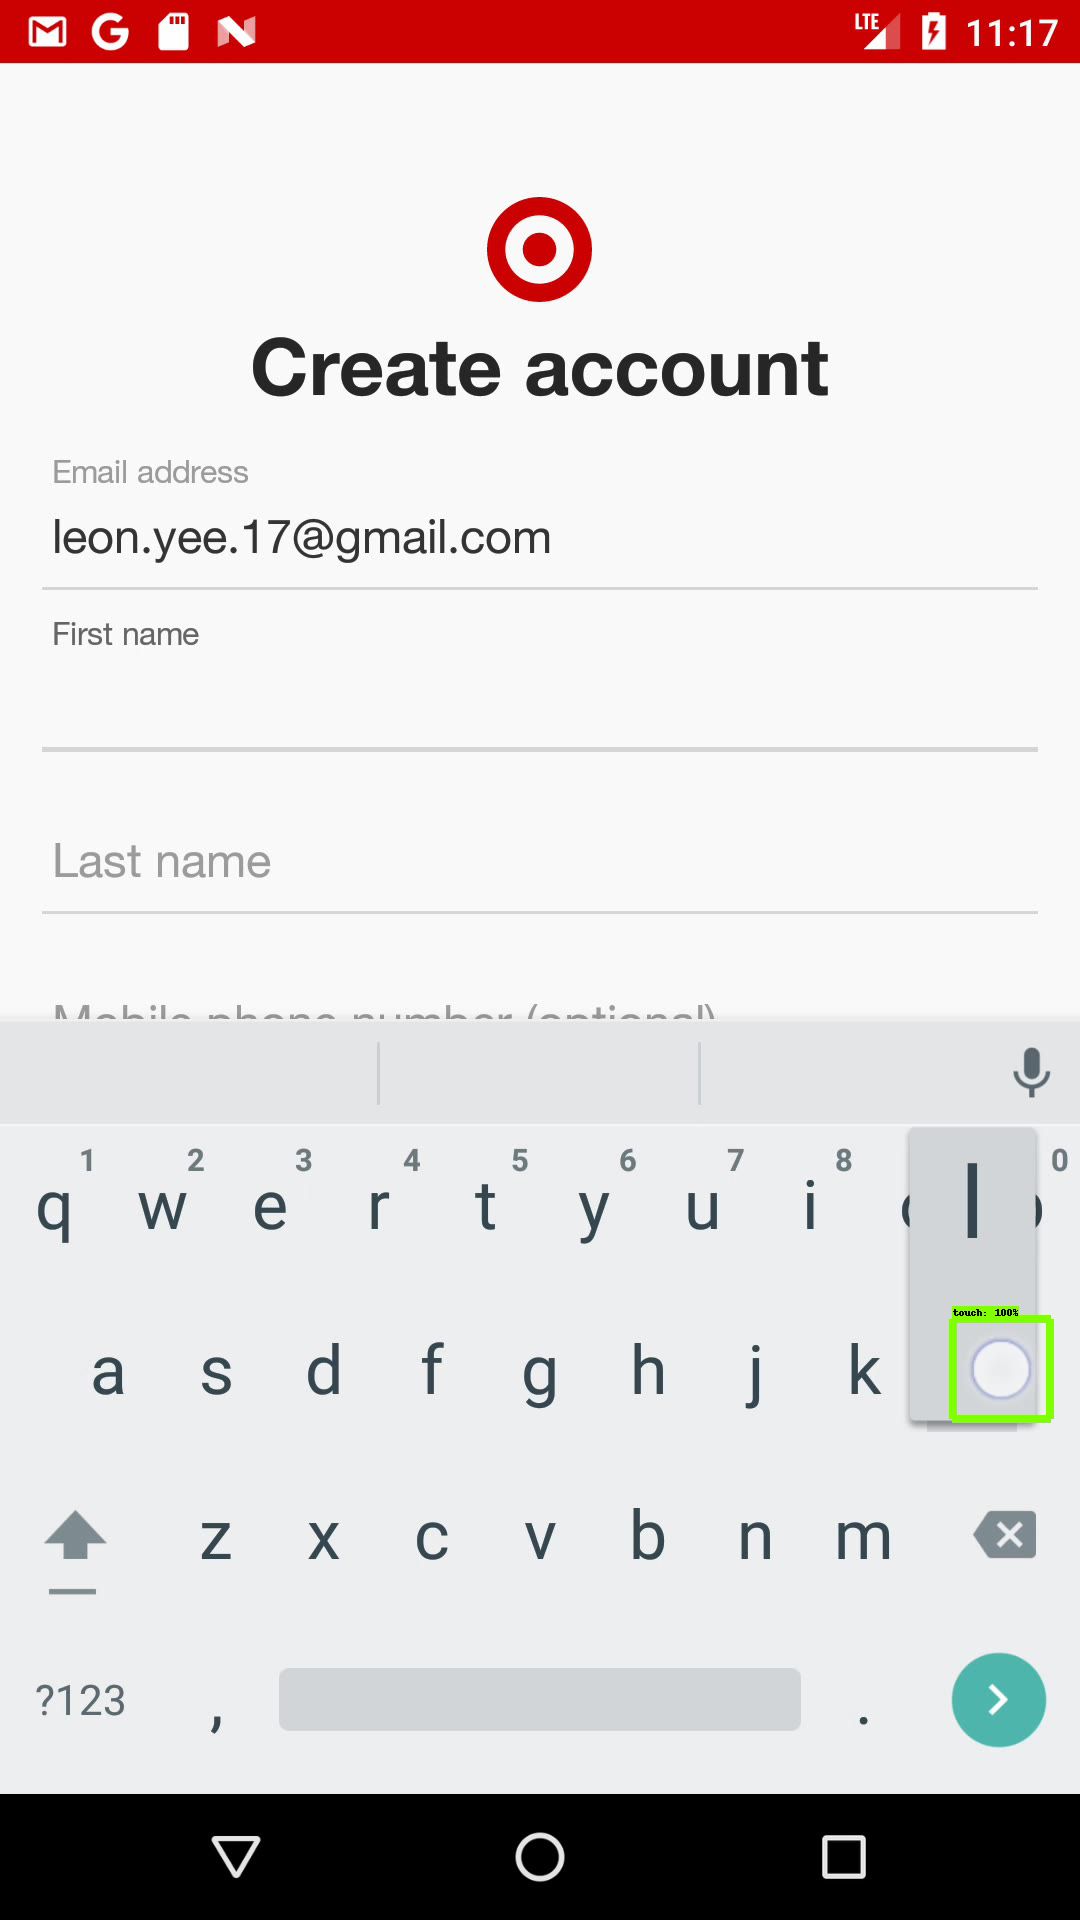 LTE 11:17
Create account
Email address
leon.yee.17@gmail.com
First name
Last name
Mobile phone number (optional)
1 2 3 4 5 6 7 8 0
q w e r t y u i
l
touch: 100%
a s d f g h j k
z x c v b n m
?123 , .